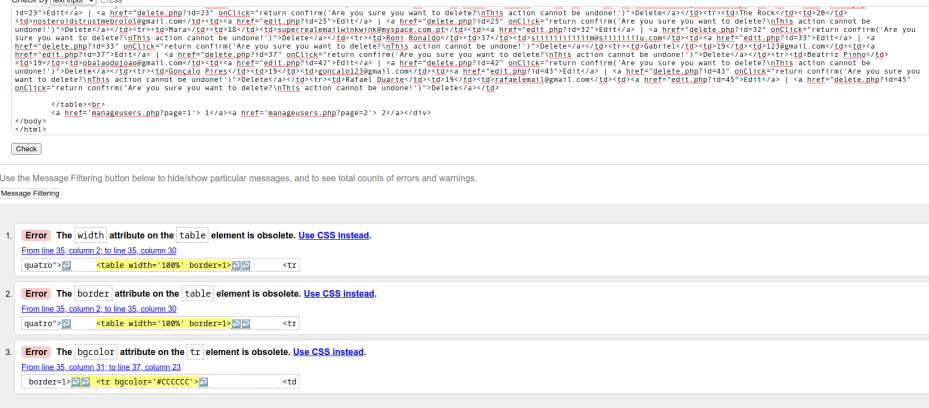 Check by text input css
id=23">Edit</a> | <a href="delete.php?id=23" onClick="return confirm('Are you sure you want to delete?\nThis action cannot be undone!')">Delete</a></td><tr><td>The Rock</td><td>20</td>
<td>nosteroidstrustmebrolol@gmail.com</td><td><a href="edit.php?id=25">Edit</a> | <a href="delete.php?id=25" onClick="return confirm('Are you sure you want to delete?\nThis action cannot be
undone!')">Delete</a></td><tr><td>Mara</td><td>18</td><td>superrealemailwinkwink@myspace.com.pt</td><td><a href="edit.php?id=32">Edit</a> | <a href="delete.php?id=32" onClick="return confirm('Are you
sure you want to delete?\nThis action cannot be undone!')">Delete</a></td><tr><td>Roni Ronaldo</td><td>37</td><td>
<td><a href="edit.php?id=33">Edit</a> | <a
href="delete.php?id=33" onClick="return confirm('Are you sure you want to delete?\nThis action cannot be undone!')">Delete</a></td><tr><td>Gabriel</td><td>19</td><td>123@gmail.com</td><td><a
href="edit.php?id=37">Edit</a> | <a href="delete.php?id=37" onClick="return confirm('Are you sure you want to delete?\nThis action cannot be undone!')">Delete</a></td><tr><td>Beatriz Pinho</td>
<td>19</td><td>obalaodojoao@gmail.com</td><td><a href="edit.php?id=42">Edit</a> | <a href="delete.php?id=42" onClick="return confirm('Are you sure you want to delete?\nThis action cannot be
undone!')">Delete</a></td><tr><td>Gonçalo Pires</td><td>19</td><td>goncalo123@gmail.com</td><td><a href="edit.php?id=43">Edit</a> | <a href="delete.php?id=43" onClick="return confirm('Are you sure you
want to delete?\nThis action cannot be undone!')">Delete</a></td><tr><td>Rafael Duarte</td><td>19</td><td>rafaelemail@gmail.com</td><td><a href="edit.php?id=45">Edit</a> | <a href="delete.php?id=45"
onClick="return confirm('Are you sure you want to delete?\nThis action cannot be undone!')">Delete</a></td>
</table><br>
<a href='manageusers.php?page=1'> 1</a><a href='manageusers.php?page=2'> 2</a></div>
</body>
</html>
Check
Use the Message Filtering button below to hide/show particular messages, and to see total counts of errors and warnings.
Message Filtering
1. Error The width attribute on the table element is obsolete. Use CSS instead.
From line 35, column 2; to line 35, column 30
quatro">↩ <table width='100%' border=1>↩↩ <tr
2. Error The border attribute on the table element is obsolete. Use CSS instead.
From line 35, column 2; to line 35, column 30
quatro">↩ <table width='100%' border=1>↩↩ <tr
3. Error The bgcolor attribute on the tr element is obsolete. Use CSS instead.
From line 35, column 31; to line 37, column 23
border=1>↩↩ <tr bgcolor='#CCCCCC'>↩ <td